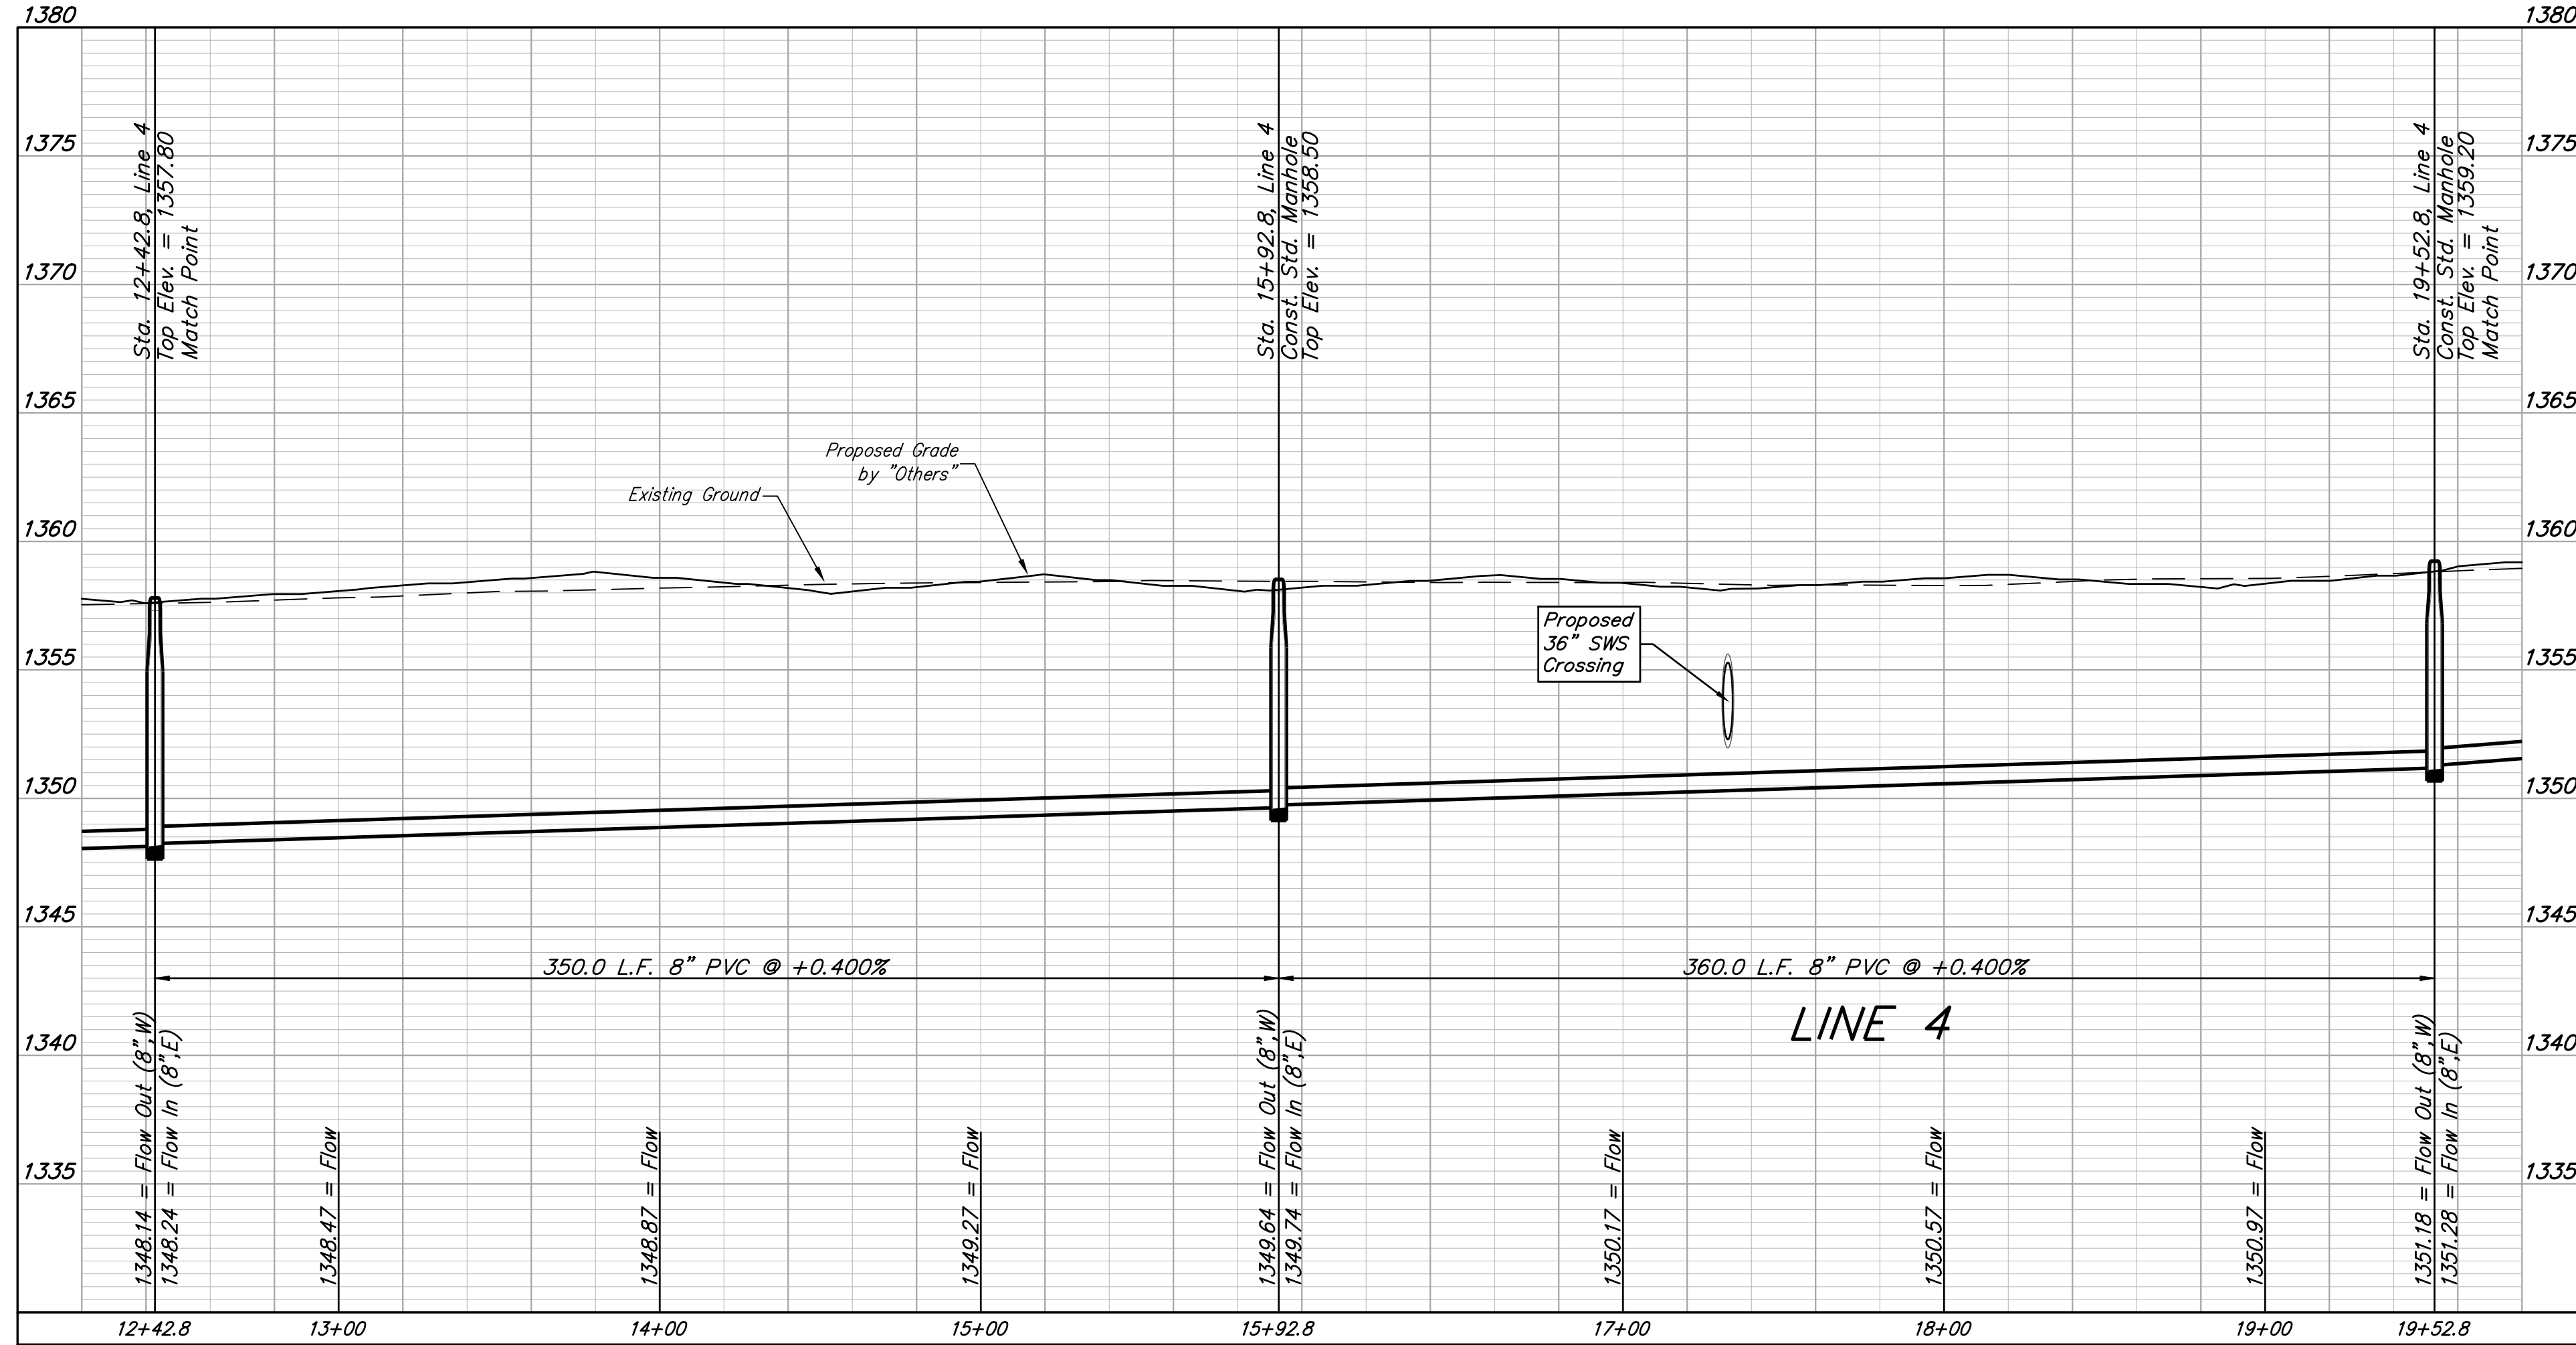 1380
1380
1375
1375
1370
1370
1365
1365
1360
1360
1355
1355
1350
1350
1345
1345
1340
1340
1335
1335
Sta. 12+42.8, Line 4
Top Elev. = 1357.80
Match Point
Sta. 15+92.8, Line 4
Const. Std. Manhole
Top Elev. = 1358.50
Sta. 19+52.8, Line 4
Const. Std. Manhole
Top Elev. = 1359.20
Match Point
Proposed Grade
by "Others"
Existing Ground
Proposed
36" SWS
Crossing
350.0 L.F. 8" PVC @ +0.400%
360.0 L.F. 8" PVC @ +0.400%
LINE 4
1348.14 = Flow Out (8",W)
1348.24 = Flow In (8",E)
1348.47 = Flow
1348.87 = Flow
1349.27 = Flow
1349.64 = Flow Out (8",W)
1349.74 = Flow In (8",E)
1350.17 = Flow
1350.57 = Flow
1350.97 = Flow
1351.18 = Flow Out (8",W)
1351.28 = Flow In (8",E)
12+42.8
13+00
14+00
15+00
15+92.8
17+00
18+00
19+00
19+52.8